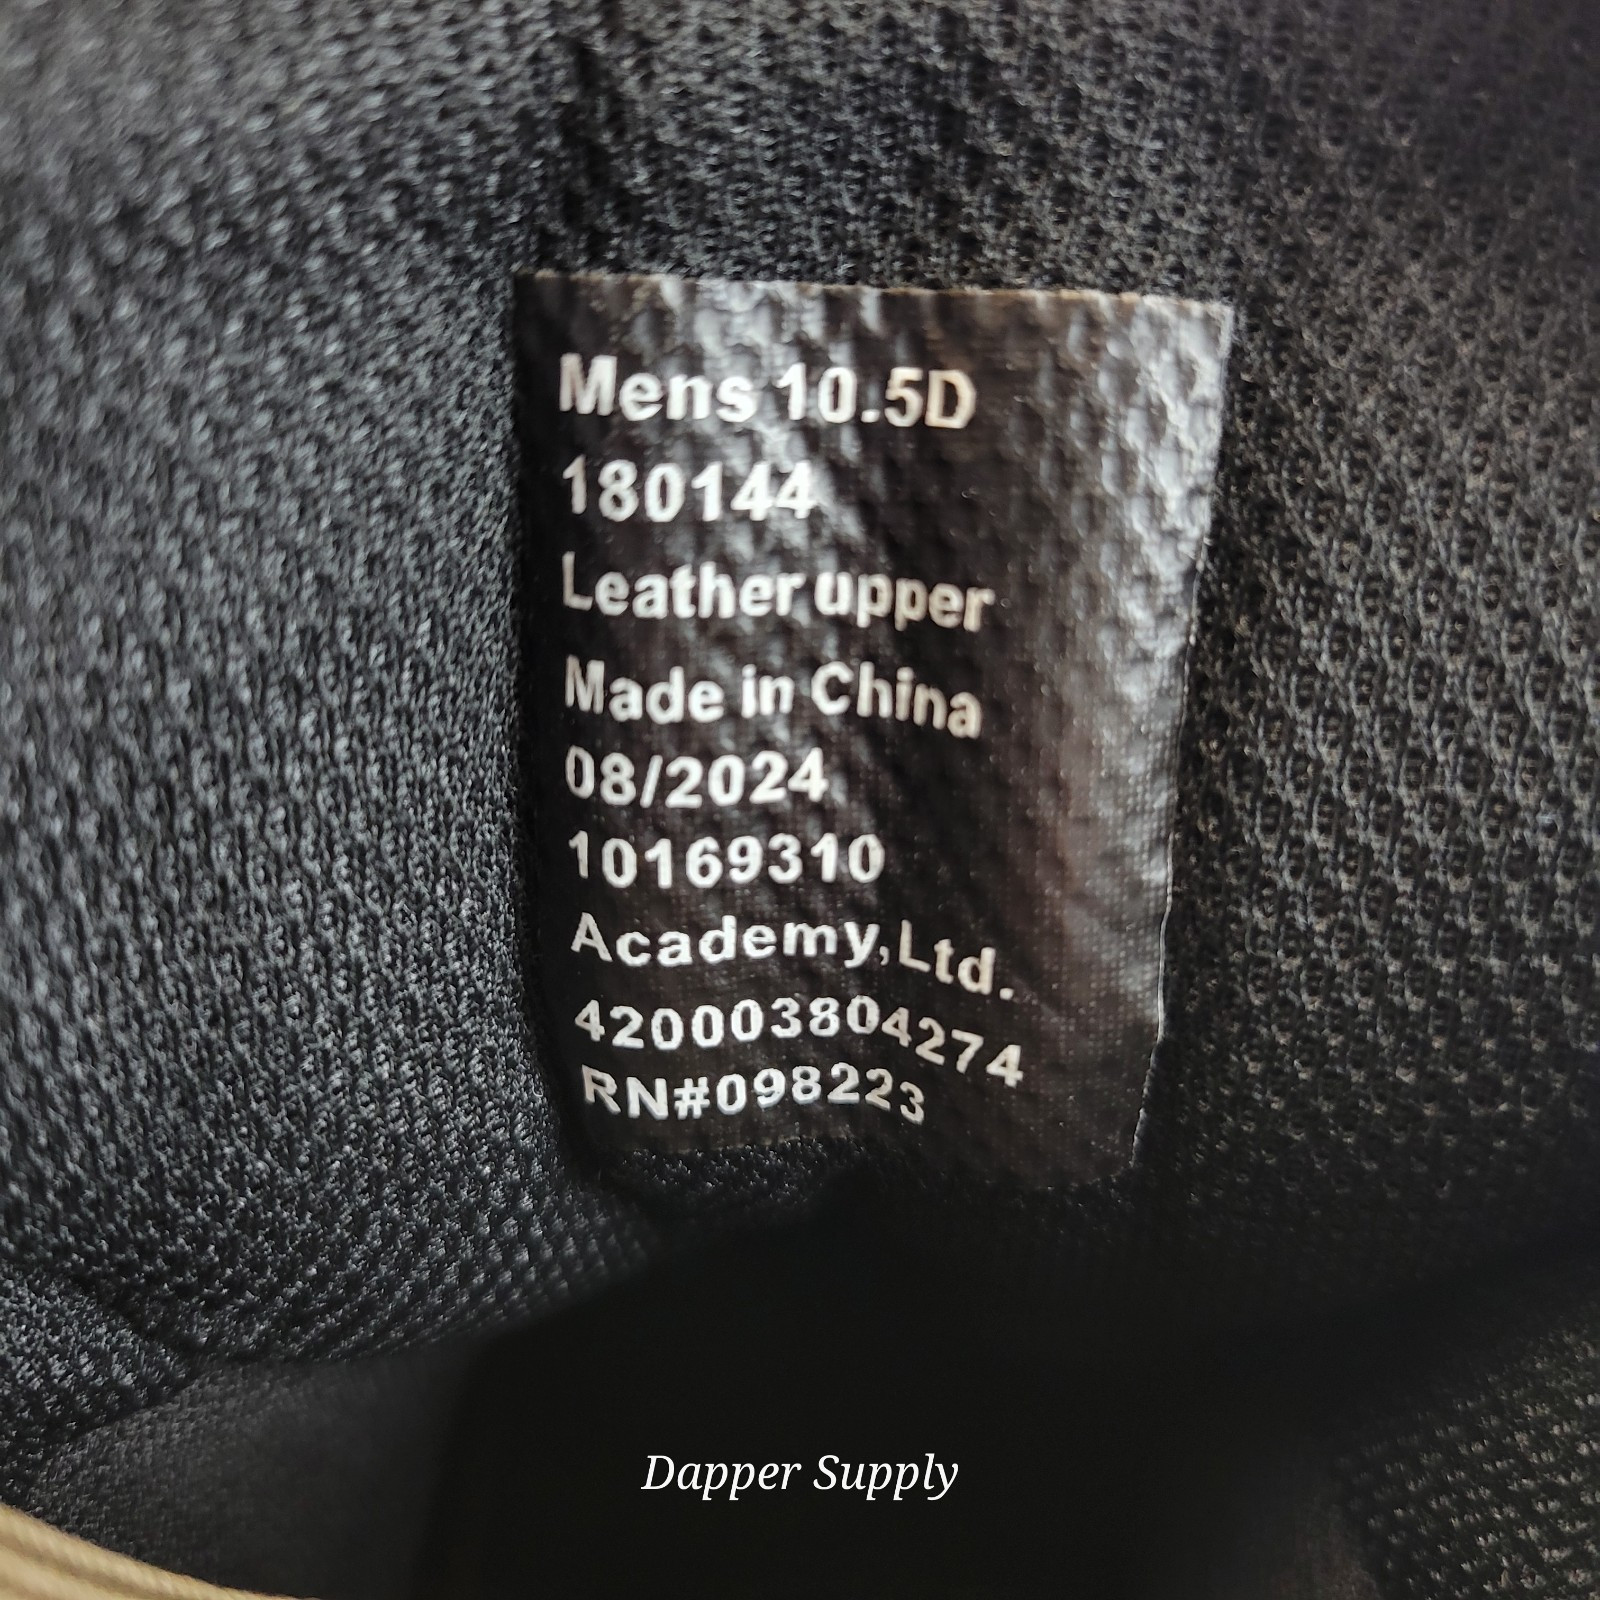 Mens 10.5D
180144
Leather upper
Made in China
08/2024
10169310
Academy,Ltd.
420003804274
RN#098223
Dapper Supply